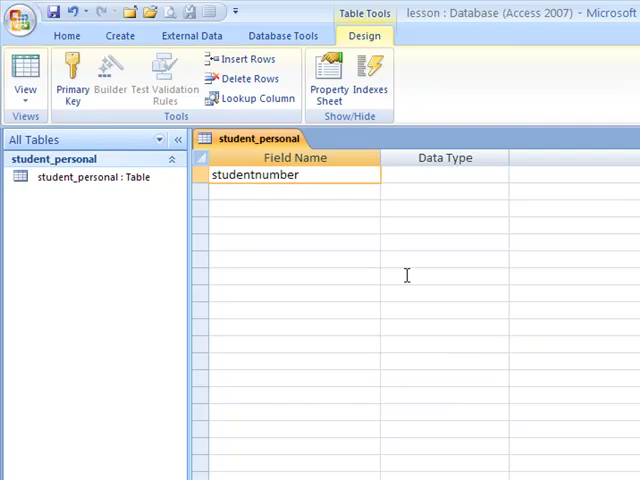 Table Tools
lesson : Database (Access 2007) - Microsoft
Home Create External Data Database Tools Design
View
Primary Key
Builder
Test Validation Rules
Insert Rows
Delete Rows
Lookup Column
Property Sheet
Indexes
Views Tools Show/Hide
All Tables
student_personal
student_personal : Table
student_personal
Field Name Data Type
studentnumber